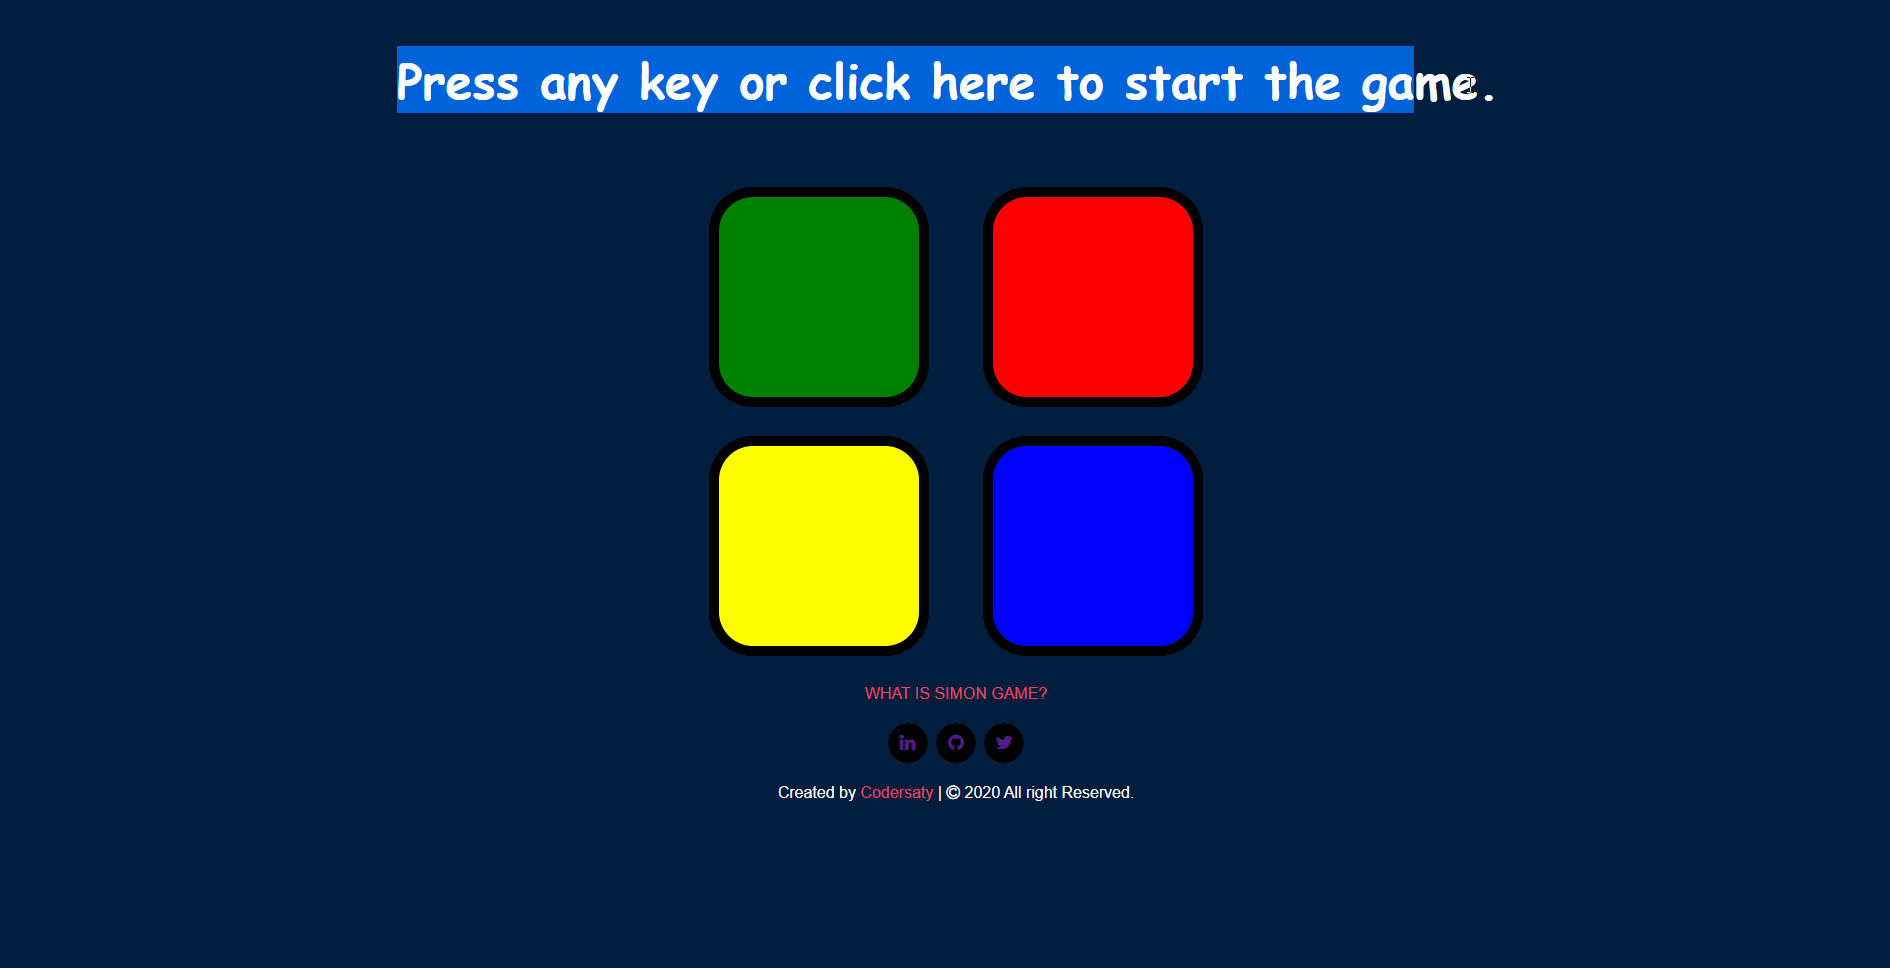 Press any key or click here to start the game.
WHAT IS SIMON GAME?
in
Created by Codersaty | © 2020 All right Reserved.